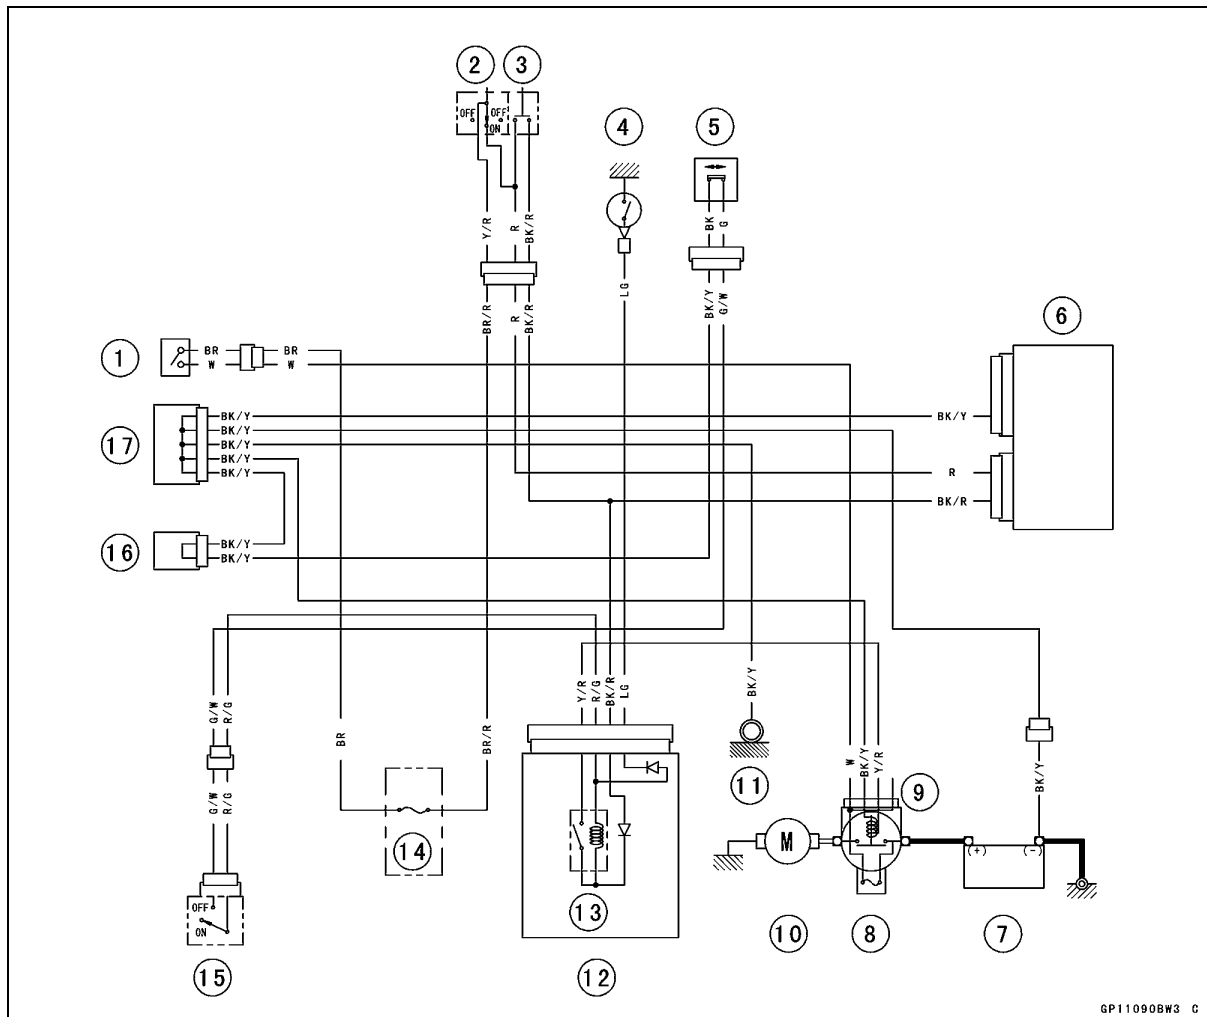 2 3
4 5
OFF OFF
ON
Y/R R BK/R
BK G
BR/R R BK/R
LG
BK/Y G/W
6
1 BR BR
W W
17 BK/Y BK/Y
BK/Y
BK/Y
BK/Y R
BK/Y
BK/R
16 BK/Y
BK/Y
G/W R/G
Y/R R/G BK/R LG
BK/Y
BR BR/R
W BK/Y Y/R
BK/Y
11
G/W R/G
9
14
M
(+) (-)
OFF
ON
13
10 8 7
15 12
GP11090BW3 C